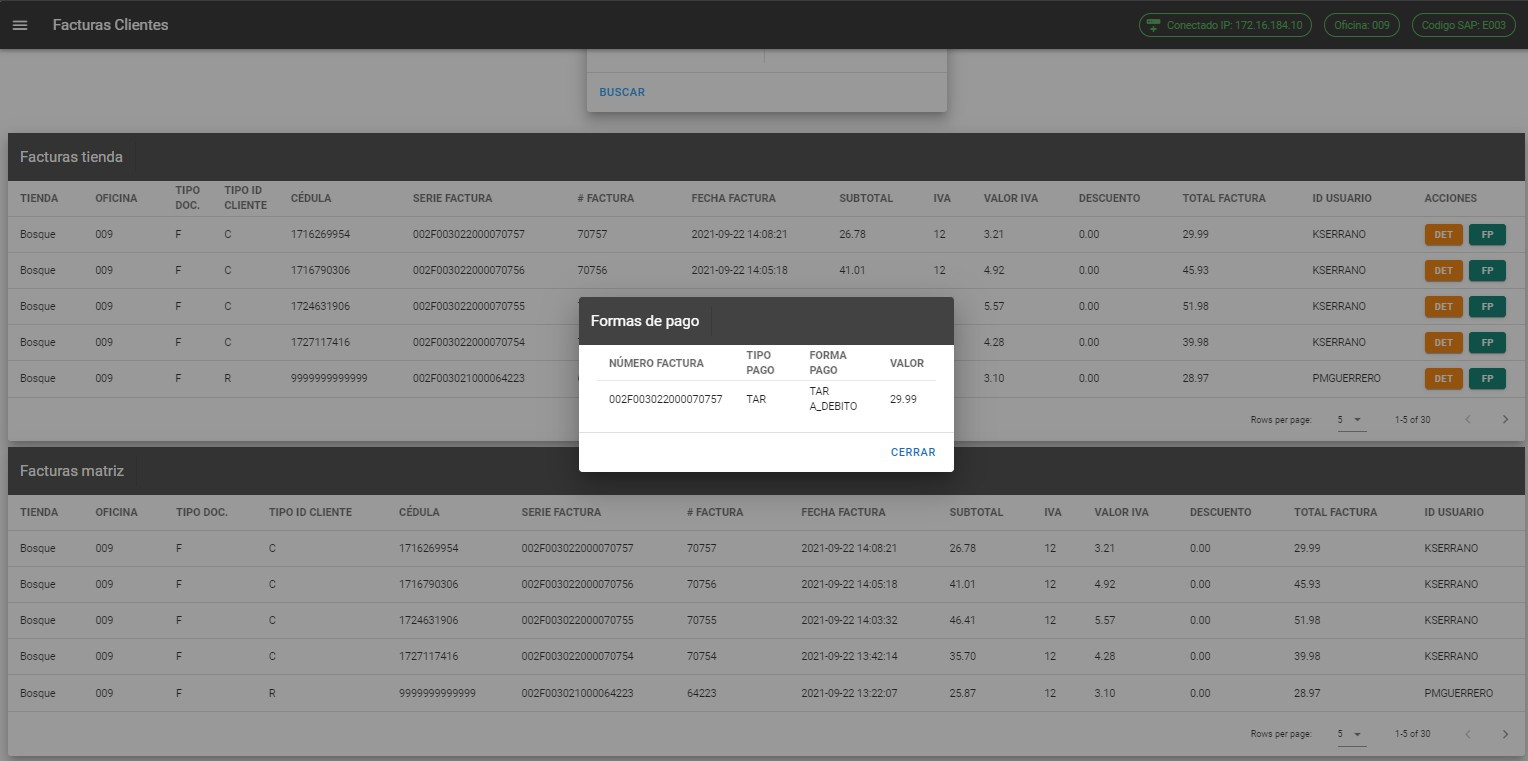 Facturas Clientes
Conectado IP: 172.16.184.10 Oficina: 009 Codigo SAP: E003
BUSCAR
Facturas tienda
TIENDA OFICINA TIPO DOC. TIPO ID CLIENTE CÉDULA SERIE FACTURA # FACTURA FECHA FACTURA SUBTOTAL IVA VALOR IVA DESCUENTO TOTAL FACTURA ID USUARIO ACCIONES
Bosque 009 F C 1716269954 002F003022000070757 70757 2021-09-22 14:08:21 26.78 12 3.21 0.00 29.99 KSERRANO DET FP
Bosque 009 F C 1716790306 002F003022000070756 70756 2021-09-22 14:05:18 41.01 12 4.92 0.00 45.93 KSERRANO DET FP
Bosque 009 F C 1724631906 002F003022000070755 5.57 0.00 51.98 KSERRANO DET FP
Bosque 009 F C 1727117416 002F003022000070754 4.28 0.00 39.98 KSERRANO DET FP
Bosque 009 F R 9999999999999 002F003021000064223 3.10 0.00 28.97 PMGUERRERO DET FP
Rows per page: 5 1-5 of 30
Formas de pago
NÚMERO FACTURA TIPO PAGO FORMA PAGO VALOR
002F003022000070757 TAR TAR A_DEBITO 29.99
CERRAR
Facturas matriz
TIENDA OFICINA TIPO DOC. TIPO ID CLIENTE CÉDULA SERIE FACTURA # FACTURA FECHA FACTURA SUBTOTAL IVA VALOR IVA DESCUENTO TOTAL FACTURA ID USUARIO
Bosque 009 F C 1716269954 002F003022000070757 70757 2021-09-22 14:08:21 26.78 12 3.21 0.00 29.99 KSERRANO
Bosque 009 F C 1716790306 002F003022000070756 70756 2021-09-22 14:05:18 41.01 12 4.92 0.00 45.93 KSERRANO
Bosque 009 F C 1724631906 002F003022000070755 70755 2021-09-22 14:03:32 46.41 12 5.57 0.00 51.98 KSERRANO
Bosque 009 F C 1727117416 002F003022000070754 70754 2021-09-22 13:42:14 35.70 12 4.28 0.00 39.98 KSERRANO
Bosque 009 F R 9999999999999 002F003021000064223 64223 2021-09-22 13:22:07 25.87 12 3.10 0.00 28.97 PMGUERRERO
Rows per page: 5 1-5 of 30